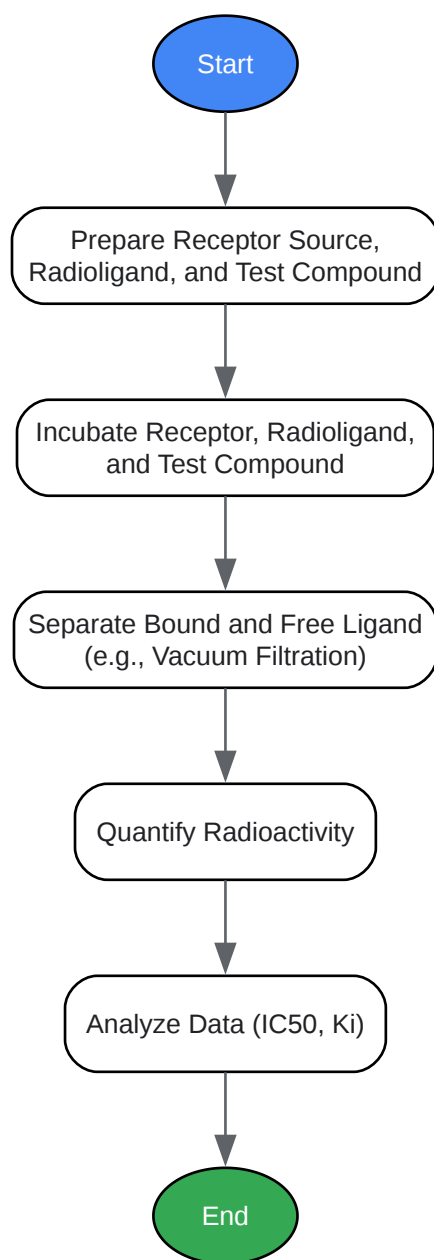 Start
Prepare Receptor Source,
Radioligand, and Test Compound
Incubate Receptor, Radioligand,
and Test Compound
Separate Bound and Free Ligand
(e.g., Vacuum Filtration)
Quantify Radioactivity
Analyze Data (IC50, Ki)
End